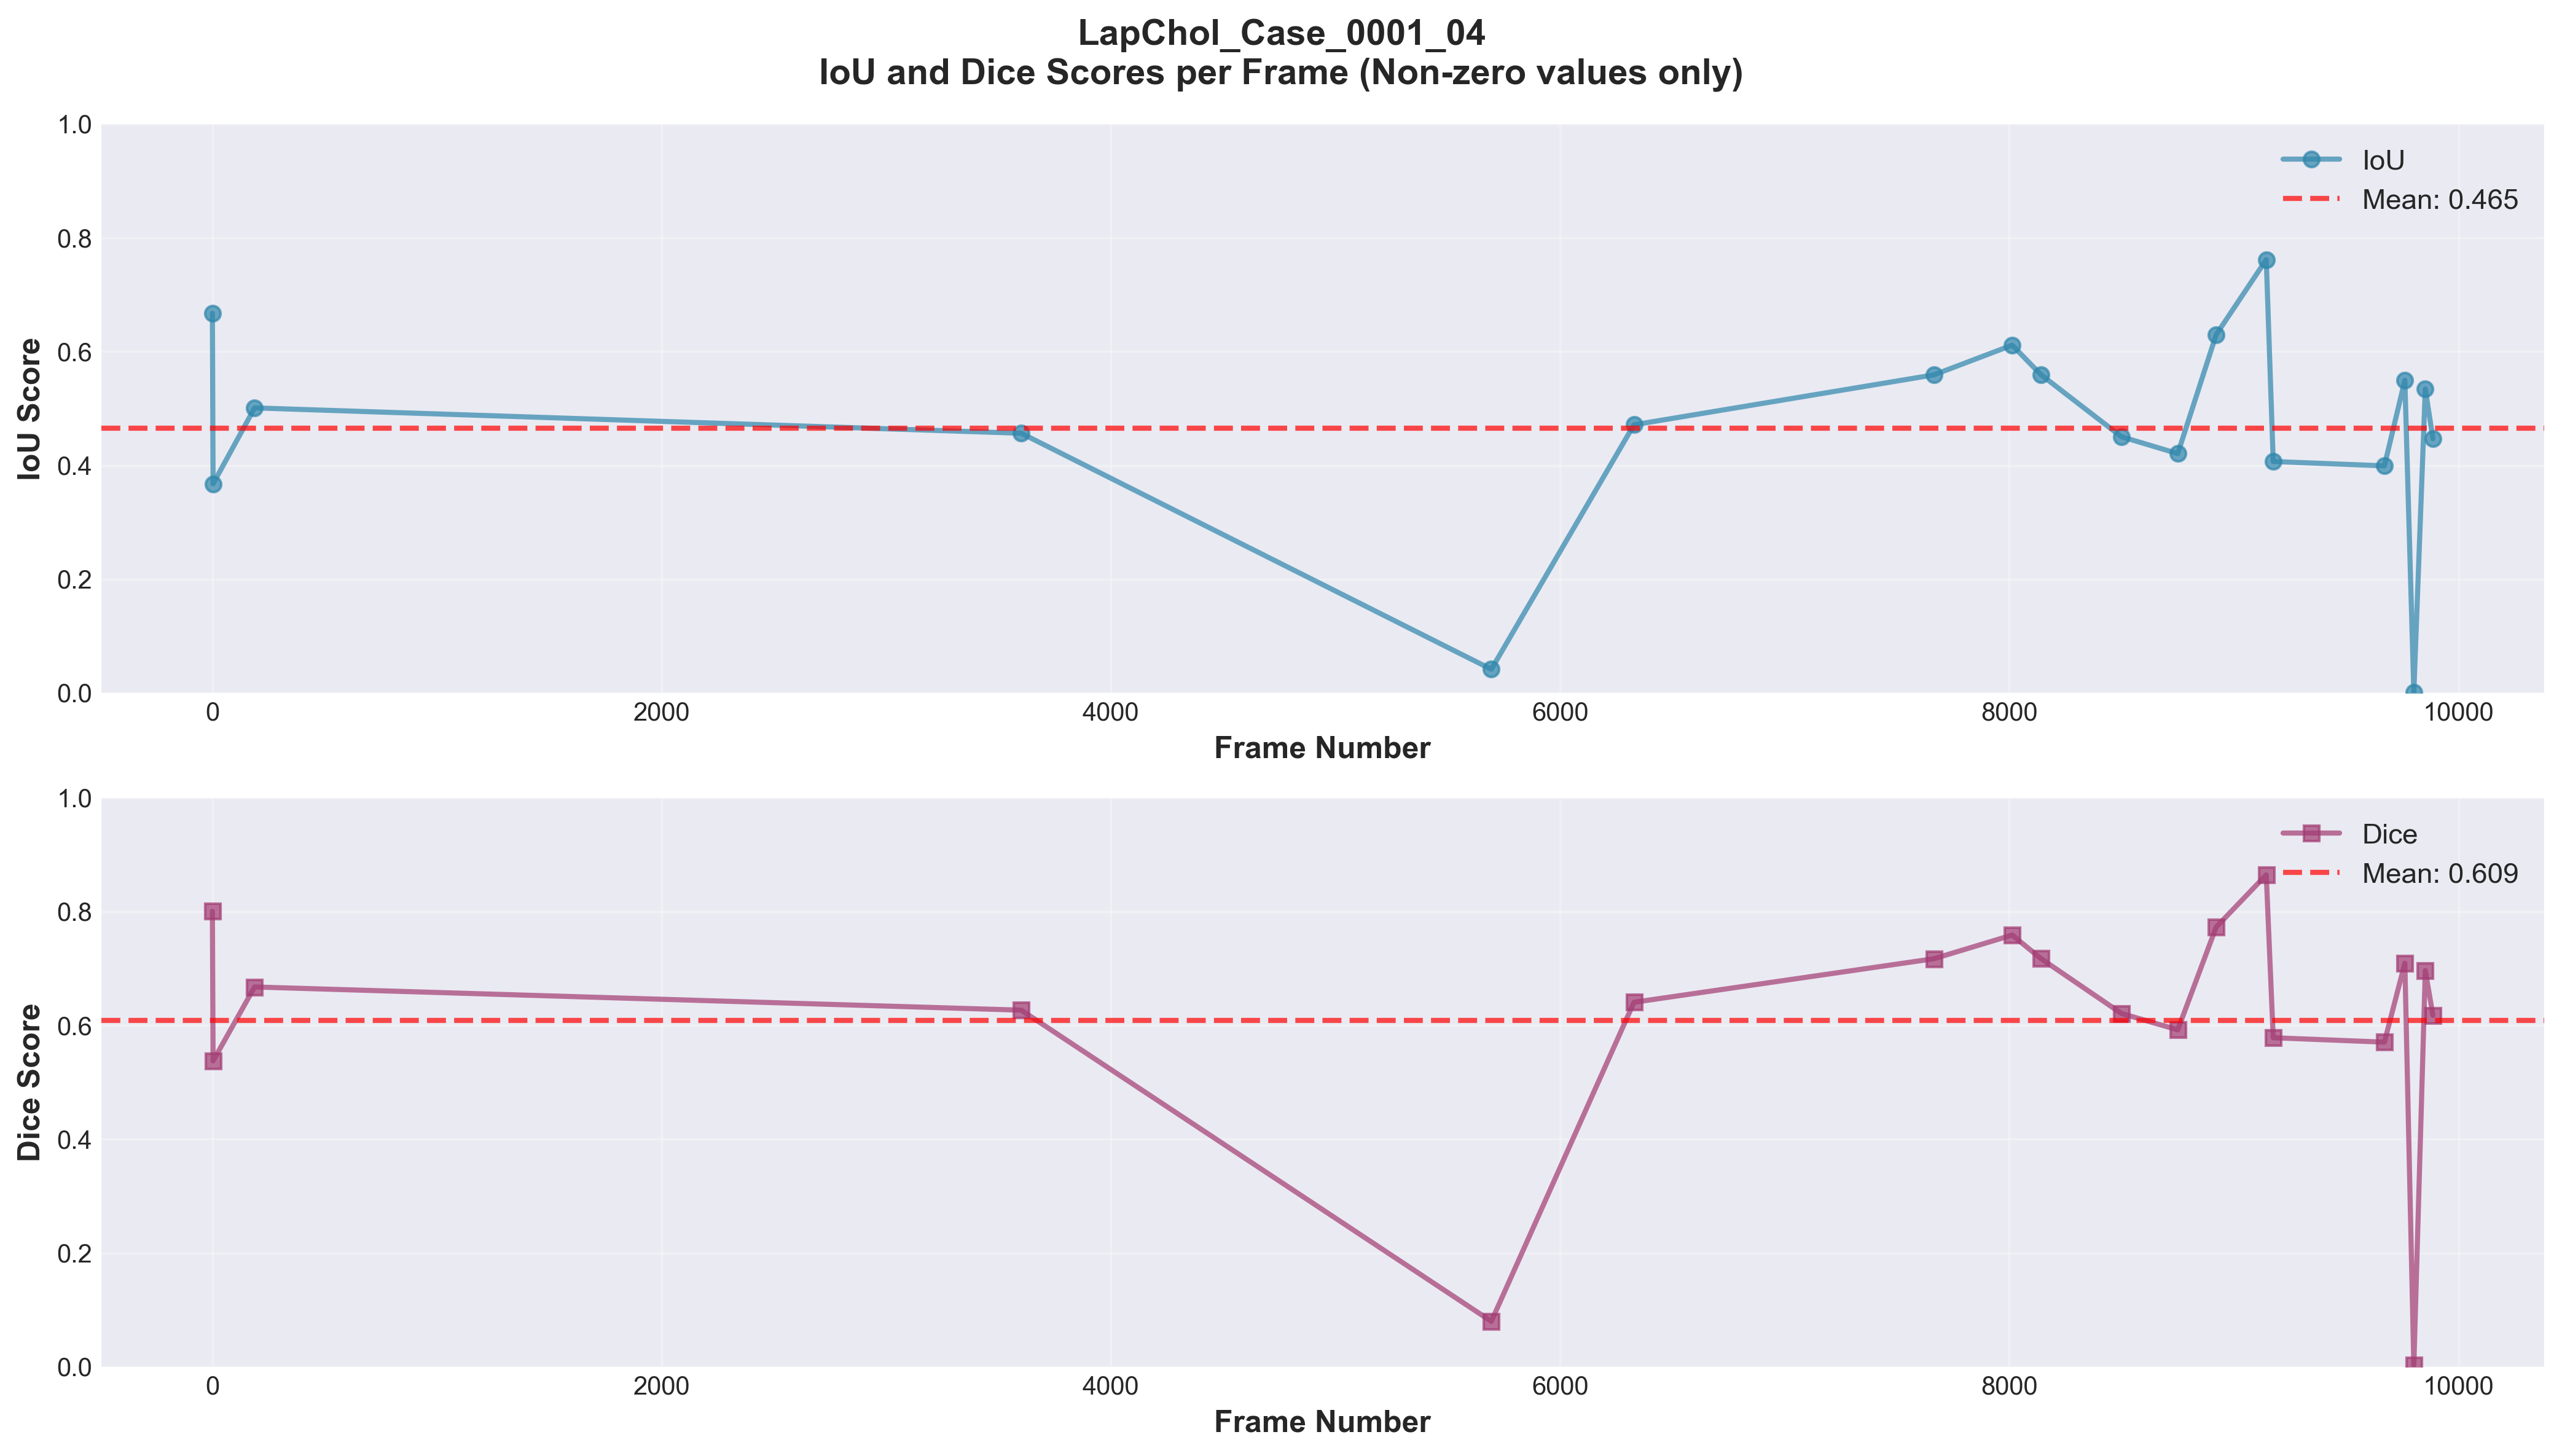 LapChol_Case_0001_04
IoU and Dice Scores per Frame (Non-zero values only)
1.0
0.8
0.6
0.4
0.2
0.0
IoU Score
IoU
Mean: 0.465
0 2000 4000 6000 8000 10000
Frame Number
1.0
0.8
0.6
0.4
0.2
0.0
Dice Score
Dice
Mean: 0.609
0 2000 4000 6000 8000 10000
Frame Number